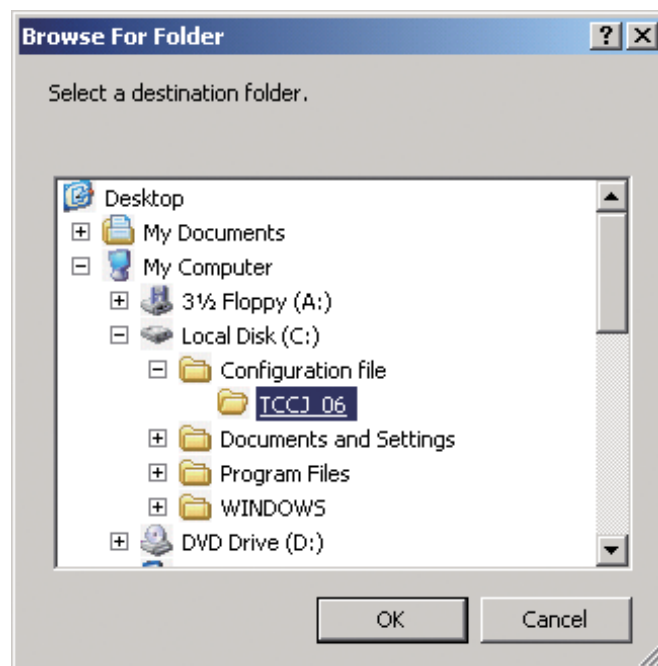 Browse For Folder
Select a destination folder.
Desktop
My Documents
My Computer
3½ Floppy (A:)
Local Disk (C:)
Configuration file
TCCJ_06
Documents and Settings
Program Files
WINDOWS
DVD Drive (D:)
OK Cancel